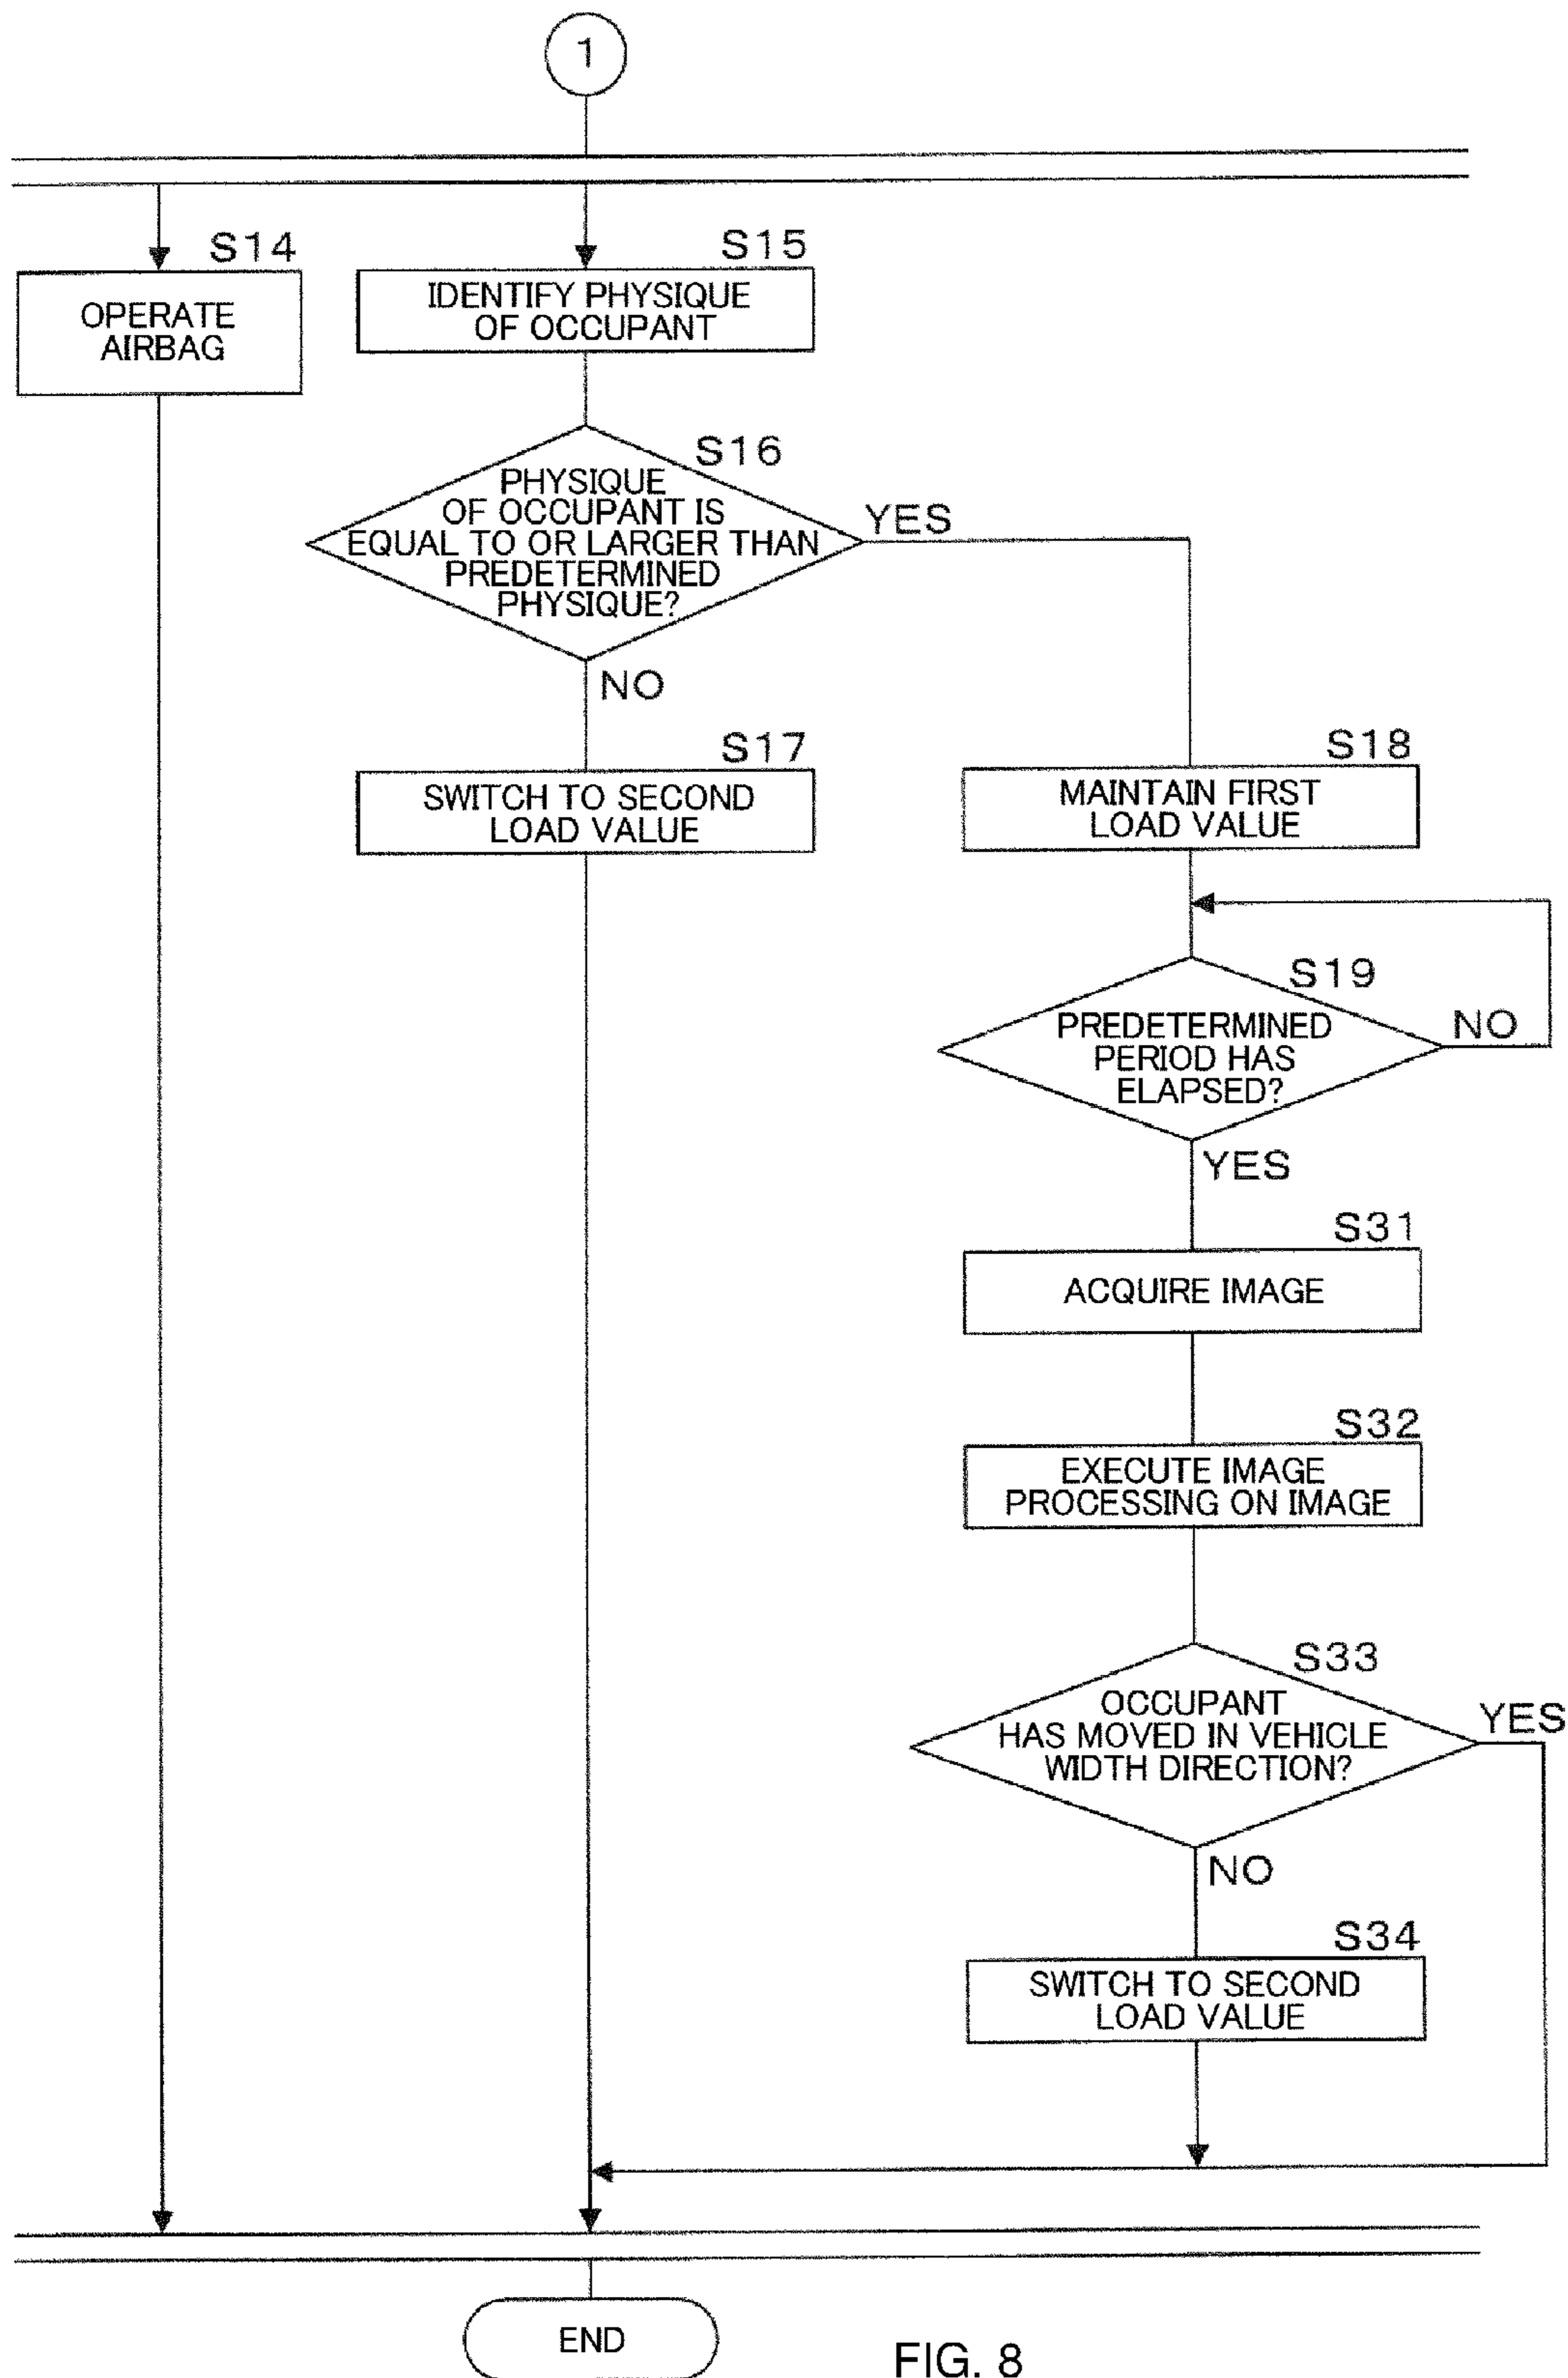 1
S14
OPERATE
AIRBAG
S15
IDENTIFY PHYSIQUE
OF OCCUPANT
S16
PHYSIQUE
OF OCCUPANT IS
EQUAL TO OR LARGER THAN
PREDETERMINED
PHYSIQUE?
YES
NO
S17
SWITCH TO SECOND
LOAD VALUE
S18
MAINTAIN FIRST
LOAD VALUE
S19
PREDETERMINED
PERIOD HAS
ELAPSED?
NO
YES
S31
ACQUIRE IMAGE
S32
EXECUTE IMAGE
PROCESSING ON IMAGE
S33
OCCUPANT
HAS MOVED IN VEHICLE
WIDTH DIRECTION?
YES
NO
S34
SWITCH TO SECOND
LOAD VALUE
END
FIG. 8